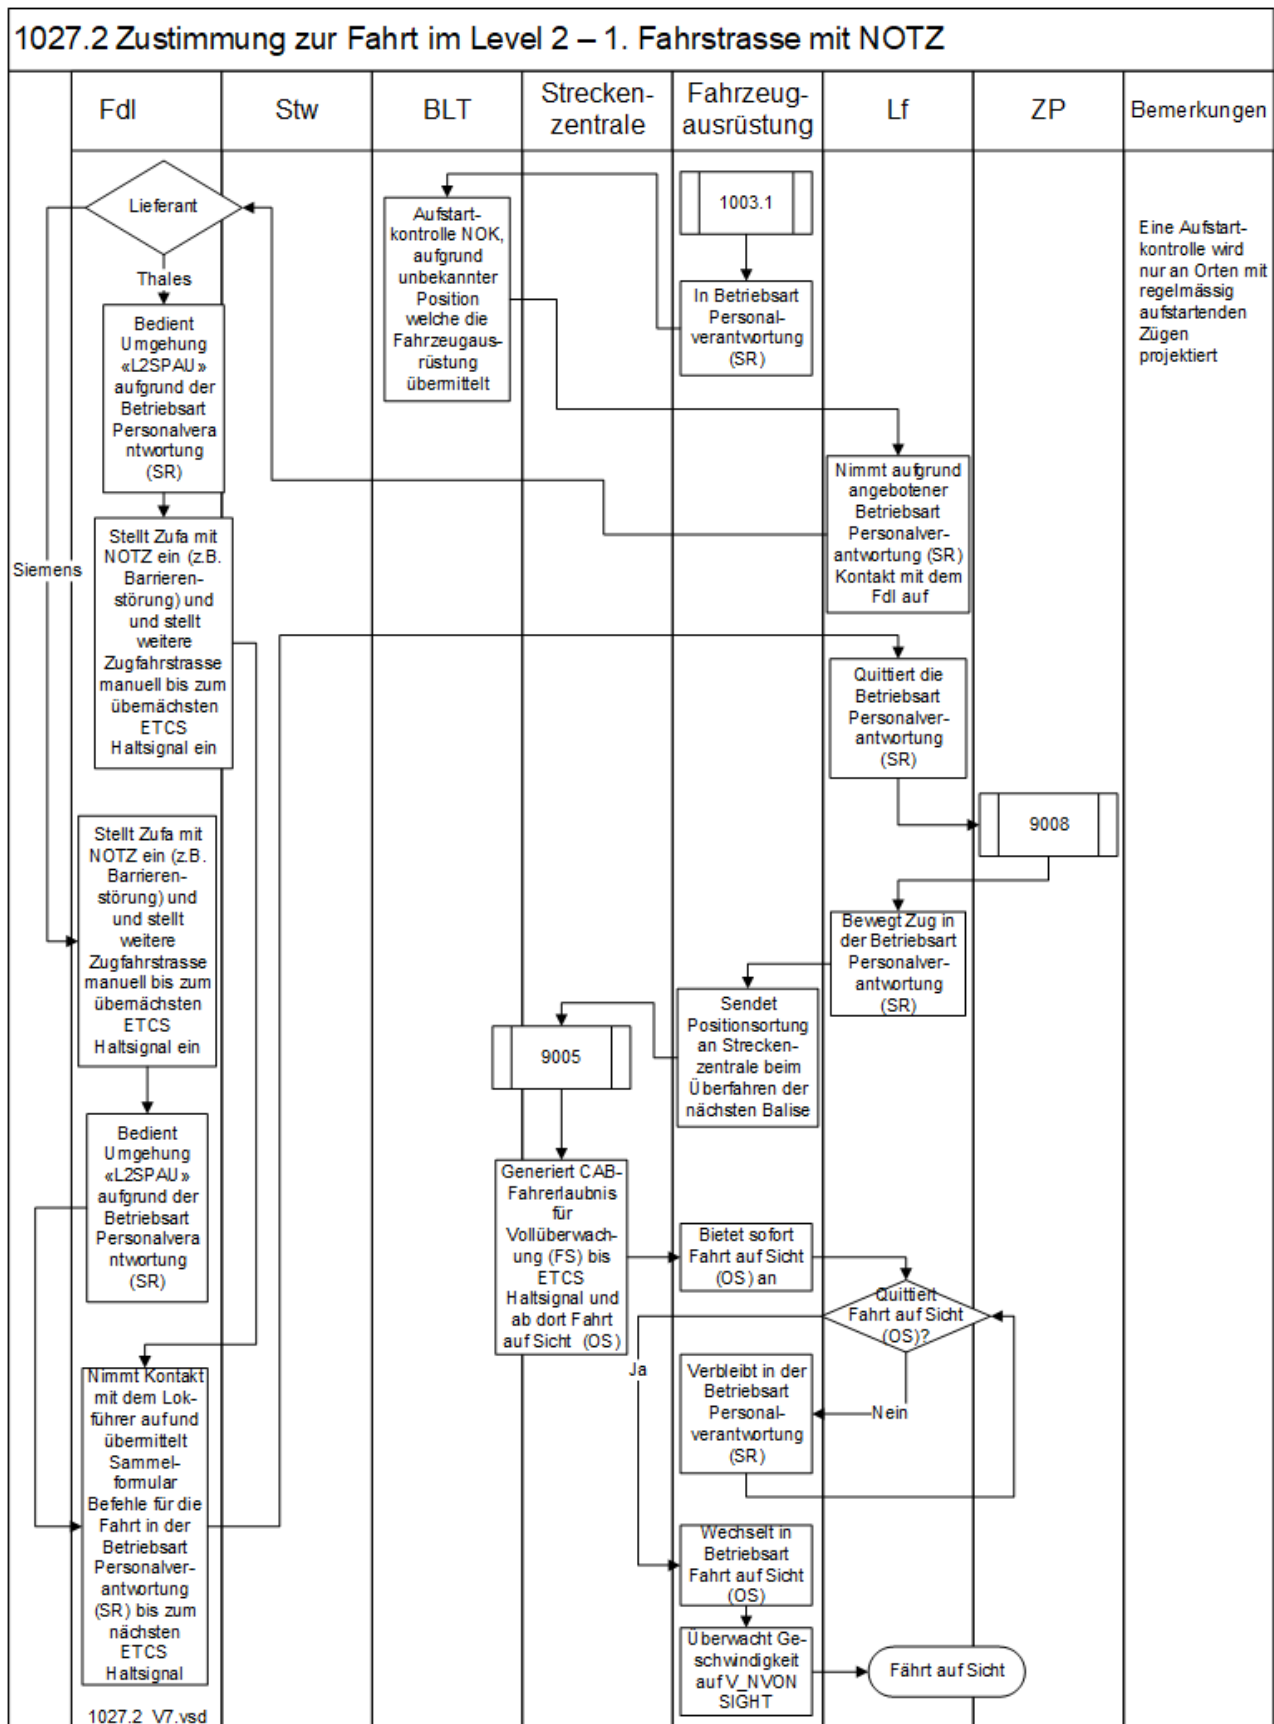 1027.2 Zustimmung zur Fahrt im Level 2 – 1. Fahrstrasse mit NOTZ
Fdl
Stw
BLT
Strecken-
zentrale
Fahrzeug-
ausrüstung
Lf
ZP
Bemerkungen
Lieferant
Thales
Siemens
Bedient
Umgehung
«L2SPAU»
aufgrund der
Betriebsart
Personalvera
ntwortung
(SR)
Stellt Zufa mit
NOTZ ein (z.B.
Barrieren-
störung) und
und stellt
weitere
Zugfahrstrasse
manuell bis zum
übernächsten
ETCS
Haltsignal ein
Stellt Zufa mit
NOTZ ein (z.B.
Barrieren-
störung) und
und stellt
weitere
Zugfahrstrasse
manuell bis zum
übernächsten
ETCS
Haltsignal ein
Bedient
Umgehung
«L2SPAU»
aufgrund der
Betriebsart
Personalvera
ntwortung
(SR)
Nimmt Kontakt
mit dem Lok-
führer auf und
übermittelt
Sammel-
formular
Befehle für die
Fahrt in der
Betriebsart
Personalver-
antwortung
(SR) bis zum
nächsten
ETCS
Haltsignal
1027.2_V7.vsd
Aufstart-
kontrolle NOK,
aufgrund
unbekannter
Position
welche die
Fahrzeugaus-
rüstung
übermittelt
1003.1
In Betriebsart
Personal-
verantwortung
(SR)
Nimmt aufgrund
angebotener
Betriebsart
Personalver-
antwortung (SR)
Kontakt mit dem
Fdl auf
Quittiert die
Betriebsart
Personalver-
antwortung
(SR)
9008
Bewegt Zug in
der Betriebsart
Personalver-
antwortung
(SR)
Sendet
Positionsortung
an Strecken-
zentrale beim
Überfahren der
nächsten Balise
9005
Generiert CAB-
Fahrerlaubnis
für
Vollüberwach-
ung (FS) bis
ETCS
Haltsignal und
ab dort Fahrt
auf Sicht (OS)
Bietet sofort
Fahrt auf Sicht
(OS) an
Quittiert
Fahrt auf Sicht
(OS)?
Ja
Nein
Verbleibt in der
Betriebsart
Personal-
verantwortung
(SR)
Wechselt in
Betriebsart
Fahrt auf Sicht
(OS)
Überwacht Ge-
schwindigkeit
auf V_NVON
SIGHT
Fährt auf Sicht
Eine Aufstart-
kontrolle wird
nur an Orten mit
regelmässig
aufstartenden
Zügen
projektiert